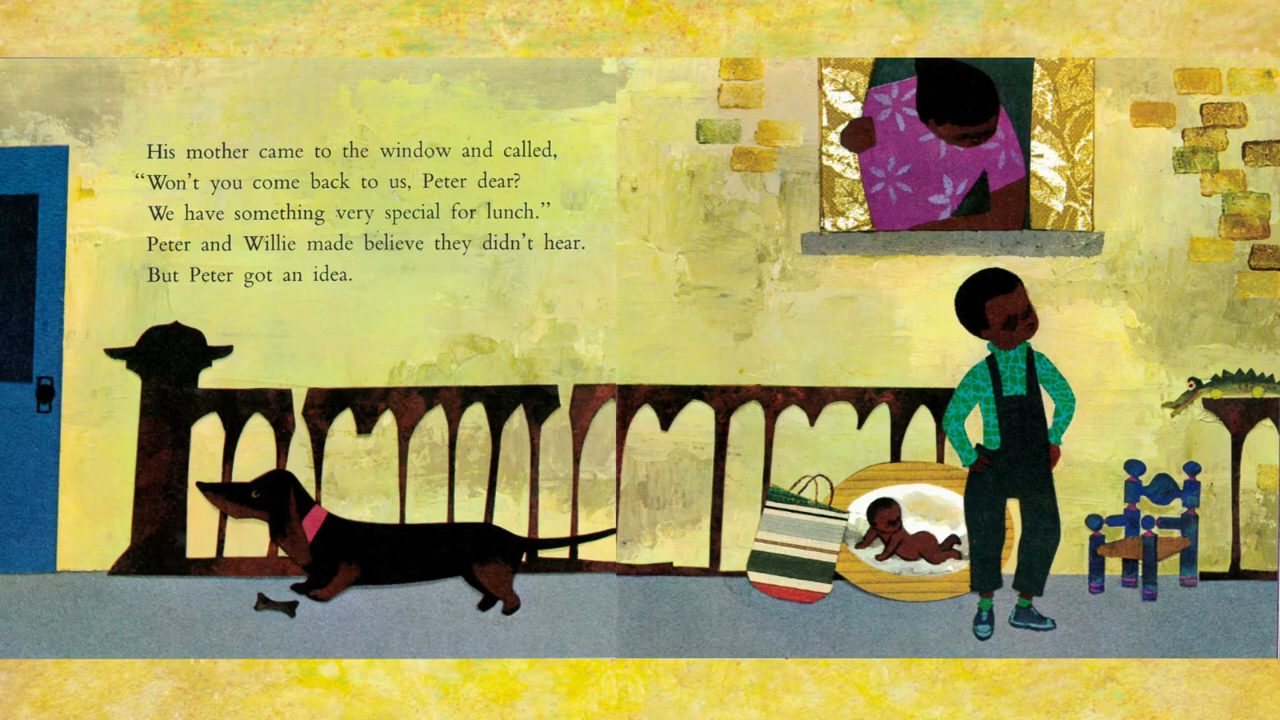 His mother came to the window and called,
“Won’t you come back to us, Peter dear?
We have something very special for lunch.”
Peter and Willie made believe they didn’t hear.
But Peter got an idea.